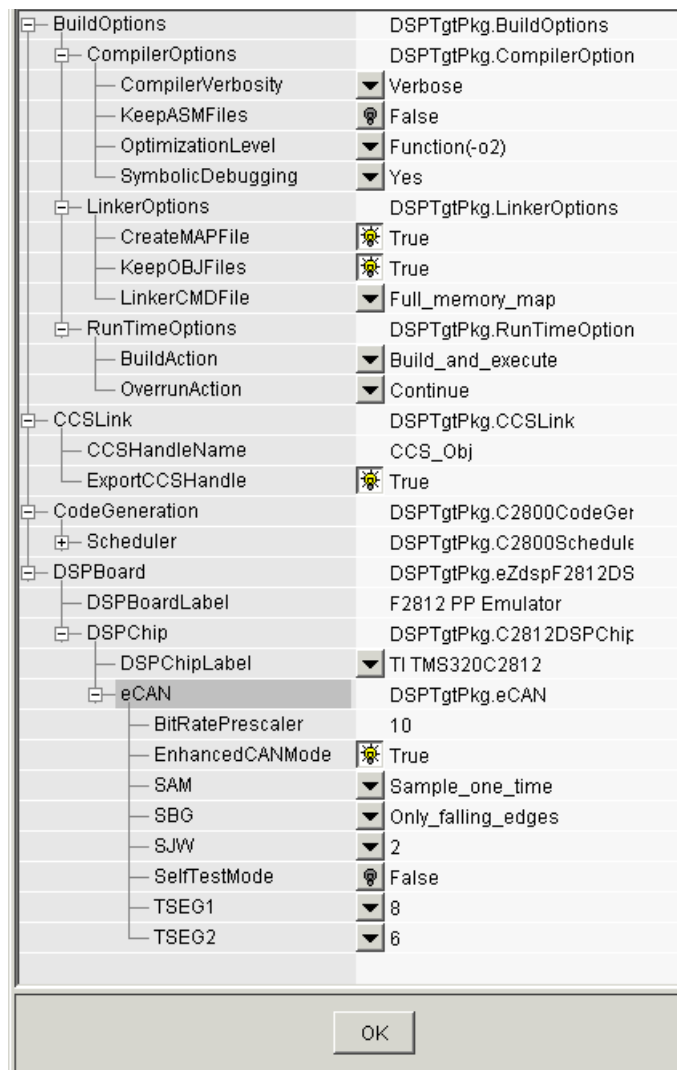 BuildOptions DSPTgtPkg.BuildOptions
CompilerOptions DSPTgtPkg.CompilerOption
CompilerVerbosity Verbose
KeepASMFiles False
OptimizationLevel Function(-o2)
SymbolicDebugging Yes
LinkerOptions DSPTgtPkg.LinkerOptions
CreateMAPFile True
KeepOBJFiles True
LinkerCMDFile Full_memory_map
RunTimeOptions DSPTgtPkg.RunTimeOption
BuildAction Build_and_execute
OverrunAction Continue
CCSLink DSPTgtPkg.CCSLink
CCSHandleName CCS_Obj
ExportCCSHandle True
CodeGeneration DSPTgtPkg.C2800CodeGer
Scheduler DSPTgtPkg.C2800Schedule
DSPBoard DSPTgtPkg.eZdspF2812DS
DSPBoardLabel F2812 PP Emulator
DSPChip DSPTgtPkg.C2812DSPChip
DSPChipLabel TI TMS320C2812
eCAN DSPTgtPkg.eCAN
BitRatePrescaler 10
EnhancedCANMode True
SAM Sample_one_time
SBG Only_falling_edges
SJW 2
SelfTestMode False
TSEG1 8
TSEG2 6
OK